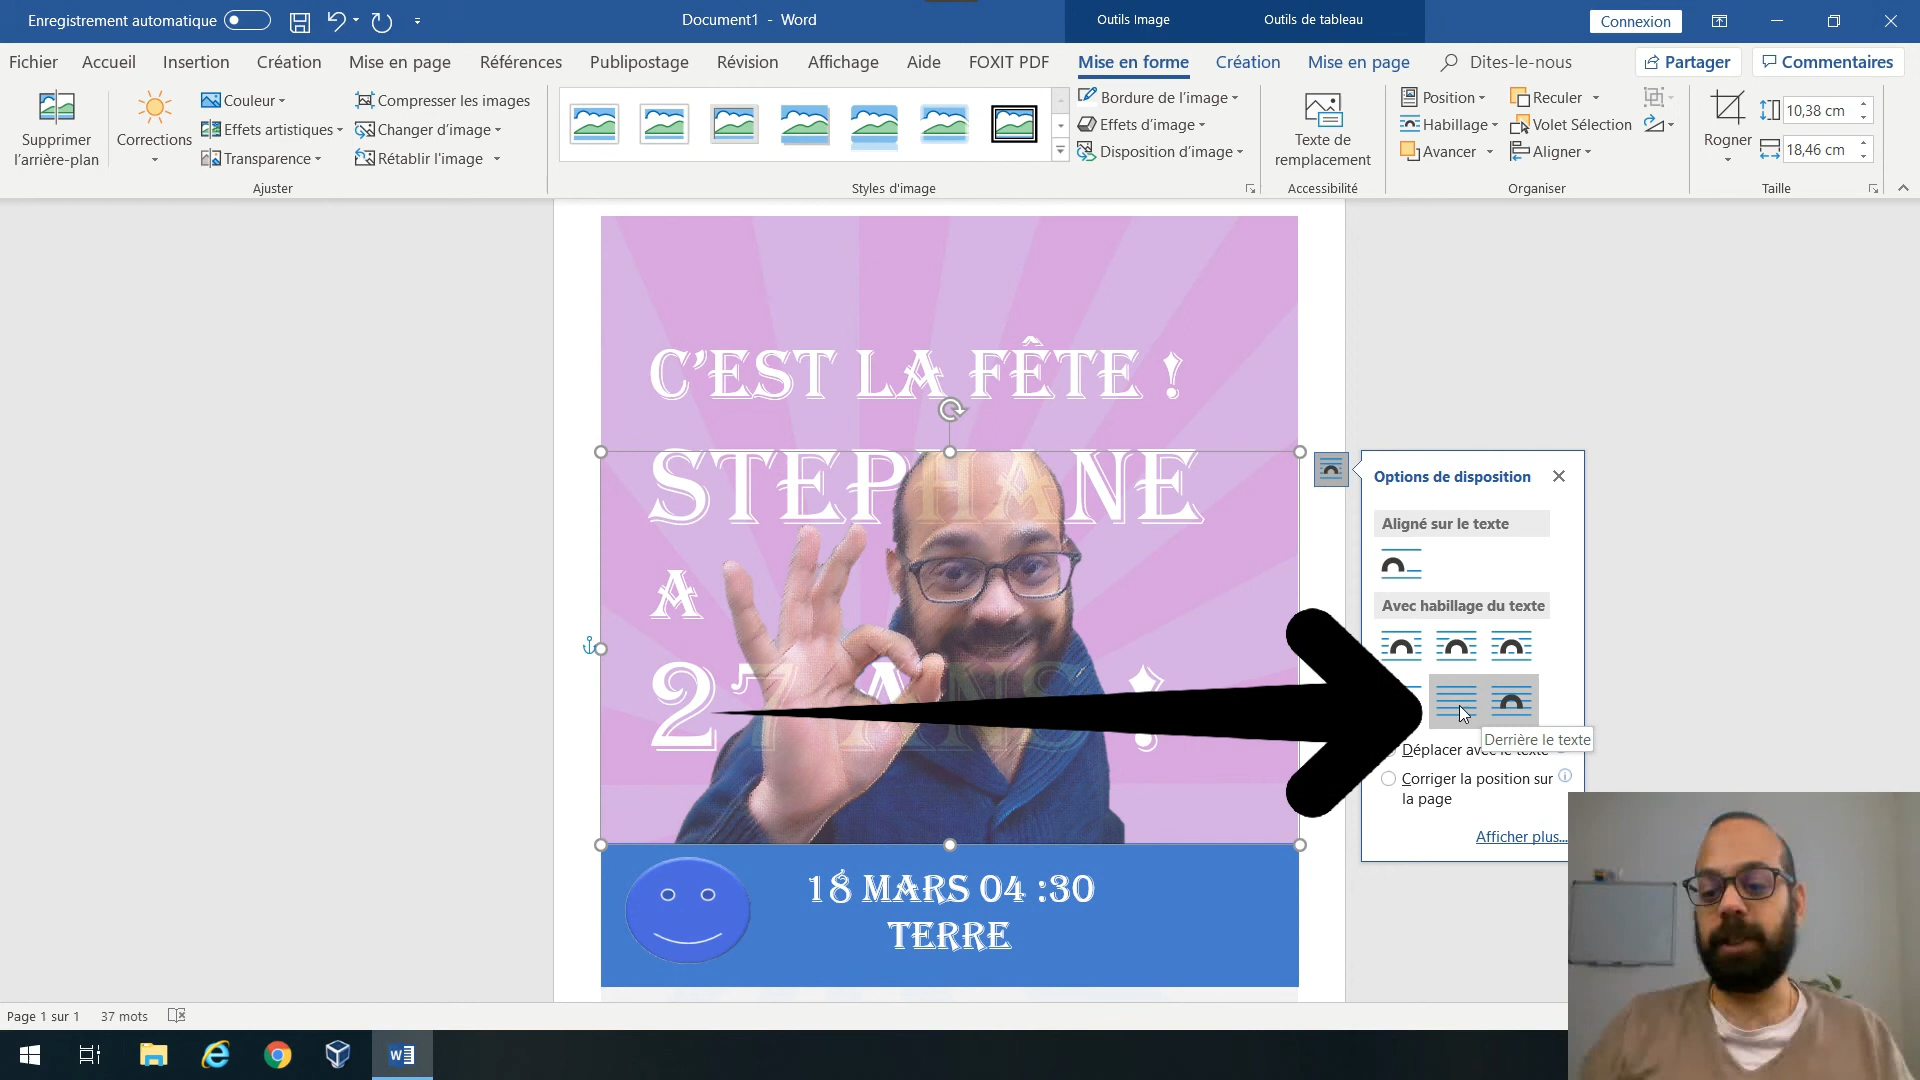 Enregistrement automatique
Document1 - Word
Outils Image
Outils de tableau
Connexion
Fichier
Accueil
Insertion
Création
Mise en page
Références
Publipostage
Révision
Affichage
Aide
FOXIT PDF
Mise en forme
Création
Mise en page
Dites-le-nous
Partager
Commentaires
Supprimer
l'arrière-plan
Corrections
Couleur
Effets artistiques
Transparence
Compresser les images
Changer d'image
Rétablir l'image
Ajuster
Styles d'image
Bordure de l'image
Effets d'image
Disposition d'image
Texte de
remplacement
Accessibilité
Position
Habillage
Avancer
Reculer
Volet Sélection
Aligner
Organiser
Rogner
10,38 cm
18,46 cm
Taille
C'EST LA FÊTE !
STEPHANE
A
27 ANS !
18 MARS 04 :30
TERRE
Options de disposition
Aligné sur le texte
Avec habillage du texte
Derrière le texte
Déplacer avec le texte
Corriger la position sur
la page
Afficher plus...
Page 1 sur 1
37 mots